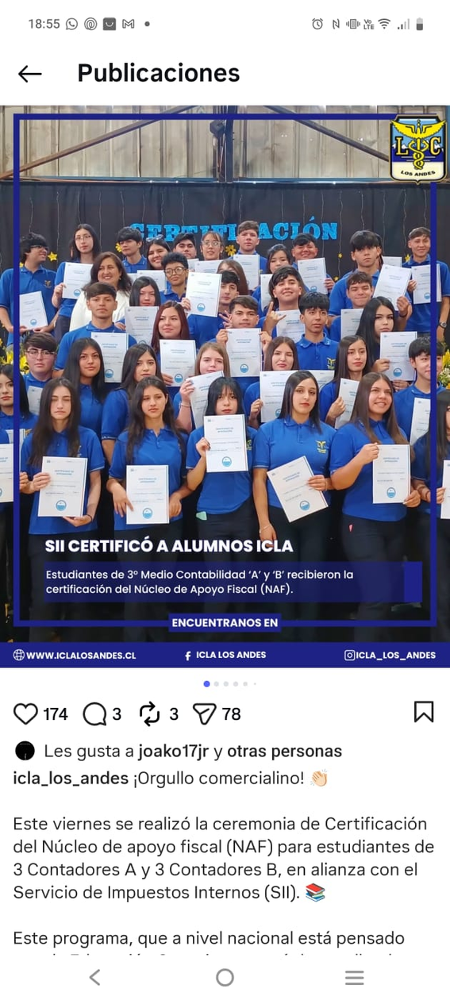 18:55
Vo
LTE
Publicaciones
L C
LOS ANDES
CERTIFICACIÓN
SII CERTIFICÓ A ALUMNOS ICLA
Estudiantes de 3º Medio Contabilidad ‘A’ y ‘B’ recibieron la
certificación del Núcleo de Apoyo Fiscal (NAF).
ENCUENTRANOS EN
WWW.ICLALOSANDES.CL
ICLA LOS ANDES
ICLA_LOS_ANDES
174 3 3 78
Les gusta a joako17jr y otras personas
icla_los_andes ¡Orgullo comercialino! 👏🏻
Este viernes se realizó la ceremonia de Certificación
del Núcleo de apoyo fiscal (NAF) para estudiantes de
3 Contadores A y 3 Contadores B, en alianza con el
Servicio de Impuestos Internos (SII). 📚
Este programa, que a nivel nacional está pensado